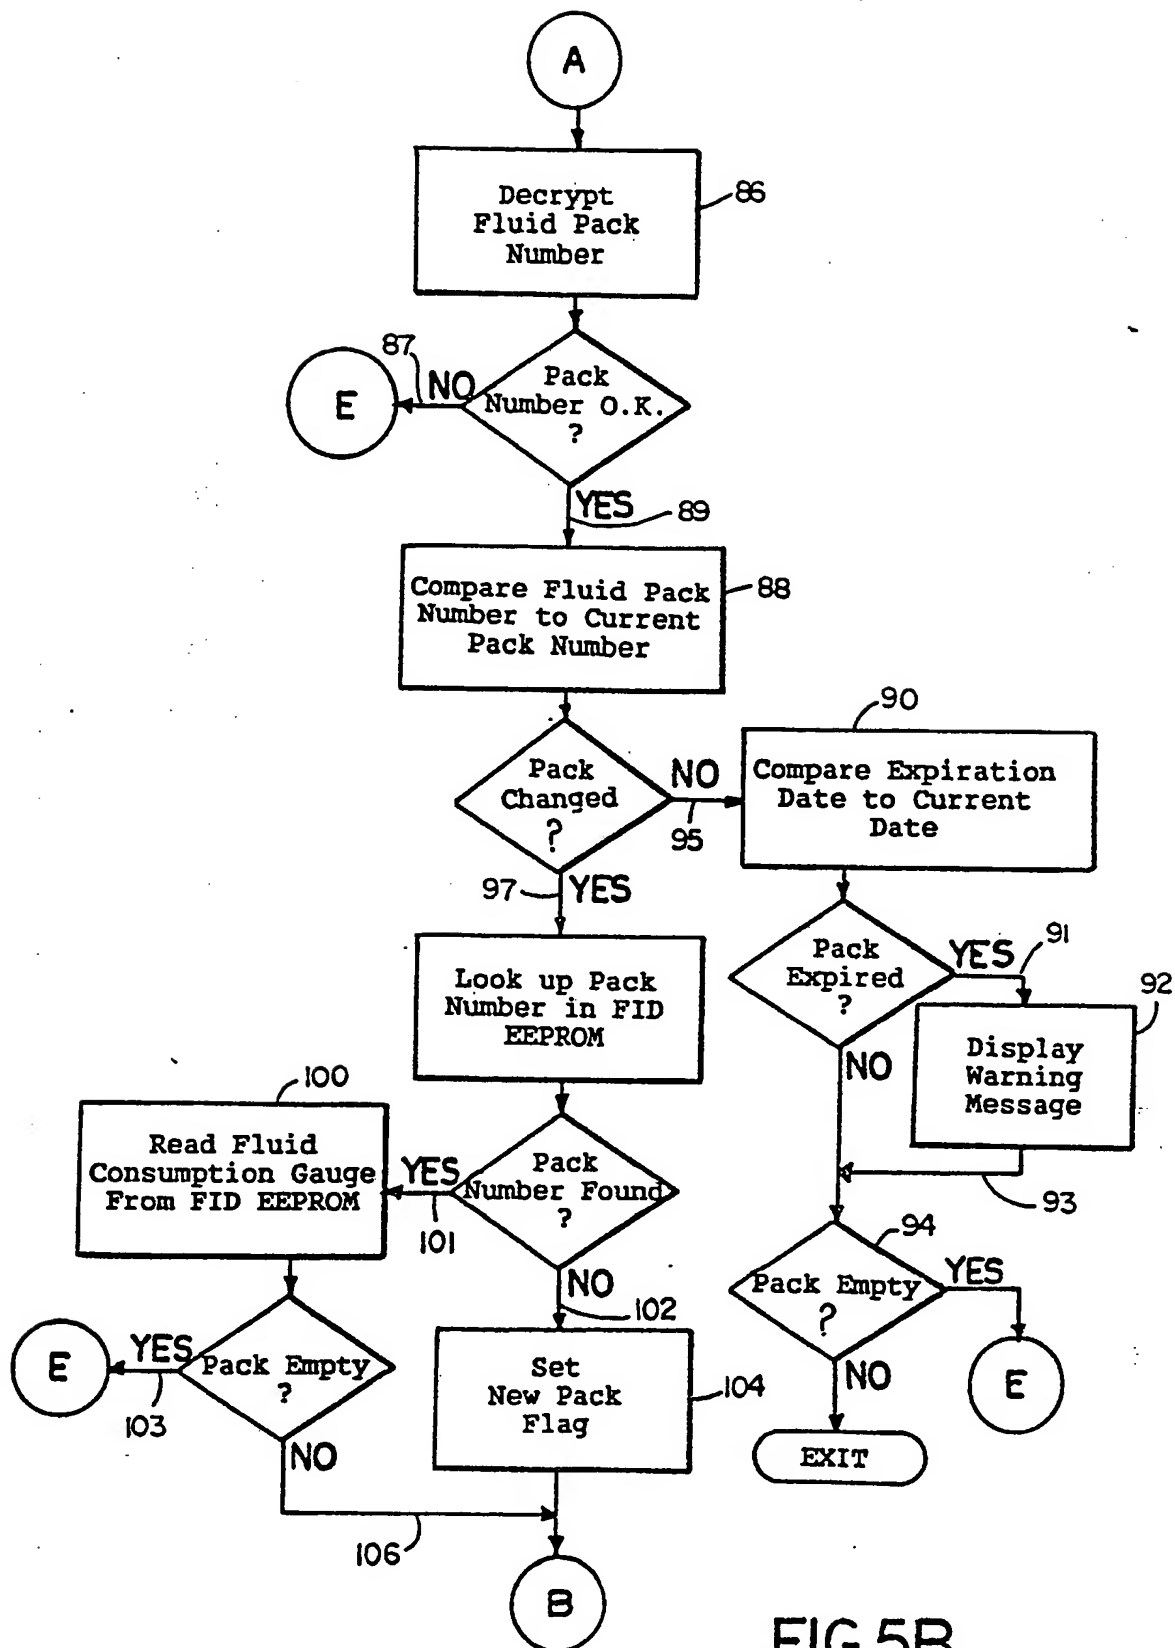 A
Decrypt
Fluid Pack
Number
86
87
NO
E
Pack
Number O.K.
?
YES
89
Compare Fluid Pack
Number to Current
Pack Number
88
90
Pack
Changed
?
NO
95
Compare Expiration
Date to Current
Date
97
YES
Look up Pack
Number in FID
EEPROM
Pack
Expired
?
YES
91
92
Display
Warning
Message
NO
93
100
Read Fluid
Consumption Gauge
From FID EEPROM
YES
101
Pack
Number Found
?
NO
102
94
Pack Empty
?
YES
E
NO
EXIT
E
YES
103
Pack Empty
?
NO
Set
New Pack
Flag
104
106
B
FIG.5B